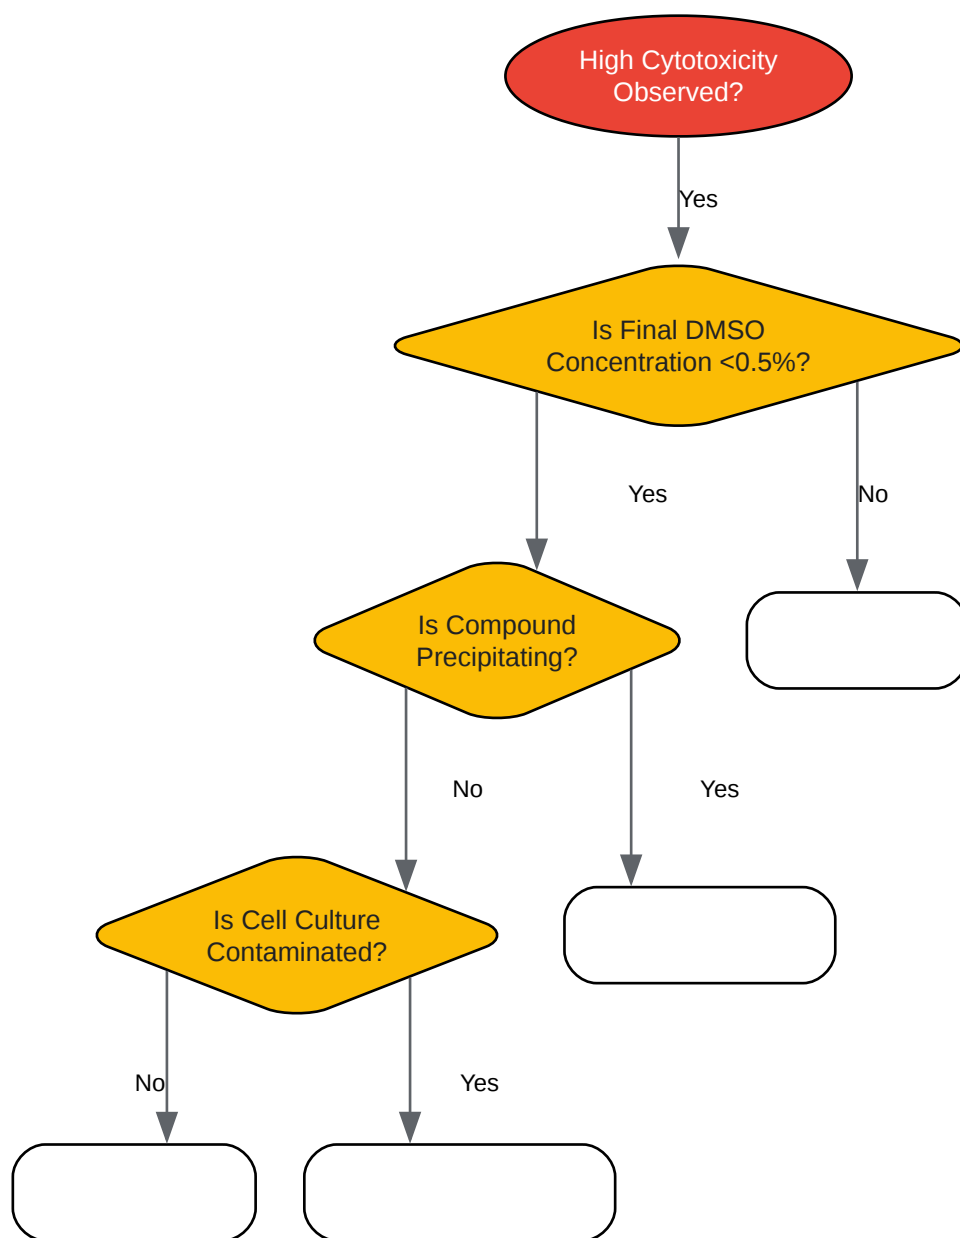 High Cytotoxicity
Observed?
Yes
Is Final DMSO
Concentration <0.5%?
Yes
No
Is Compound
Precipitating?
No
Yes
Is Cell Culture
Contaminated?
No
Yes